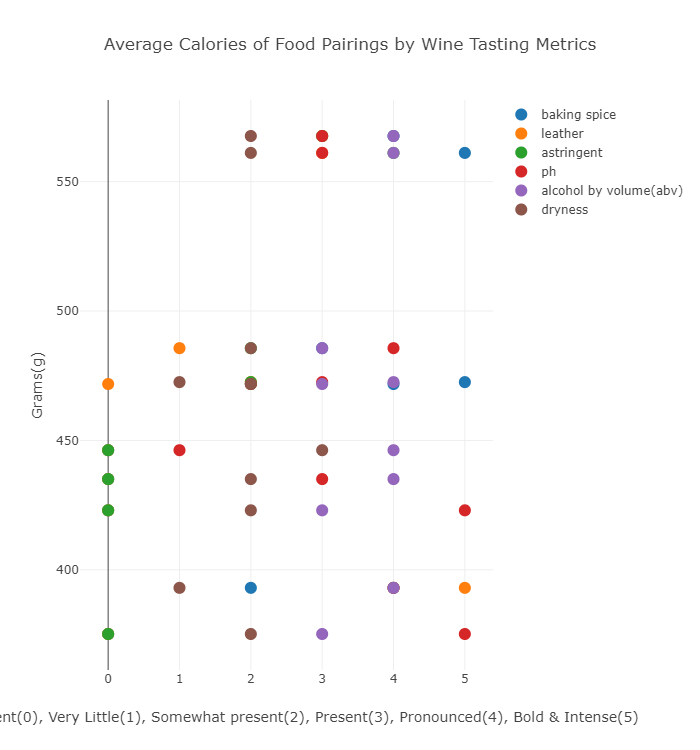 Average Calories of Food Pairings by Wine Tasting Metrics
baking spice
leather
astringent
ph
alcohol by volume(abv)
dryness
550
500
450
400
Grams(g)
0 1 2 3 4 5
Very Little(1), Somewhat present(2), Present(3), Pronounced(4), Bold & Intense(5)